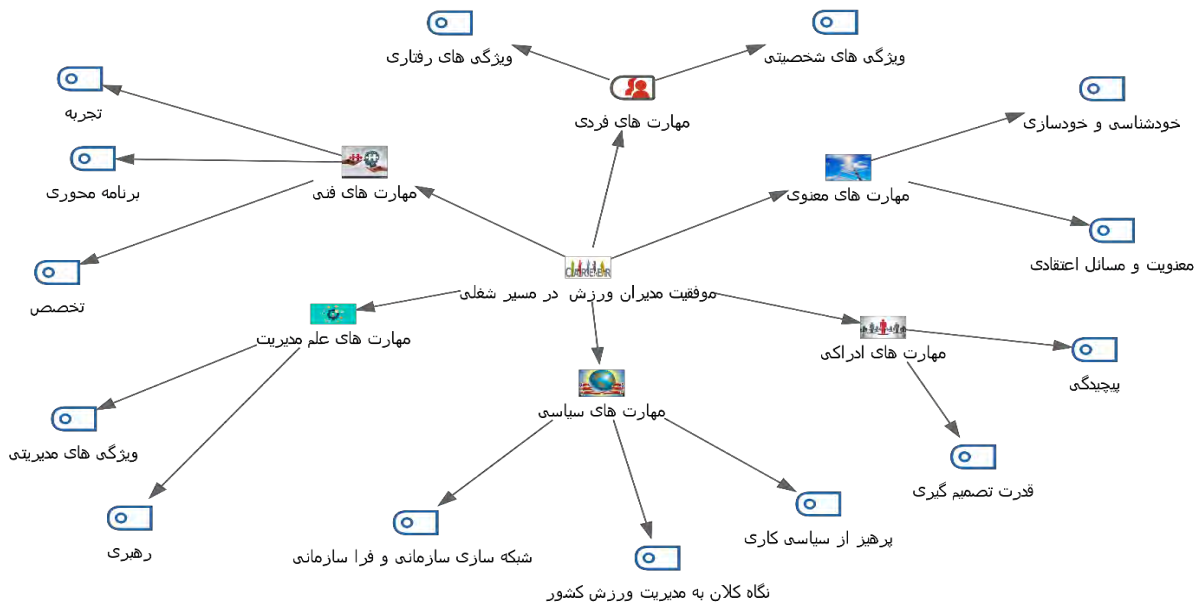 ویژگی های رفتاری
ویژگی های شخصیتی
مهارت های فردی
تجربه
برنامه محوری
تخصص
مهارت های فنی
خودشناسی و خودسازی
مهارت های معنوی
معنویت و مسائل اعتقادی
CAREER
موفقیت مدیران ورزش در مسیر شغلی
مهارت های علم مدیریت
ویژگی های مدیریتی
رهبری
مهارت های سیاسی
شبکه سازی سازمانی و فرا سازمانی
نگاه کلان به مدیریت ورزش کشور
پرهیز از سیاسی کاری
مهارت های ادراکی
پیچیدگی
قدرت تصمیم گیری